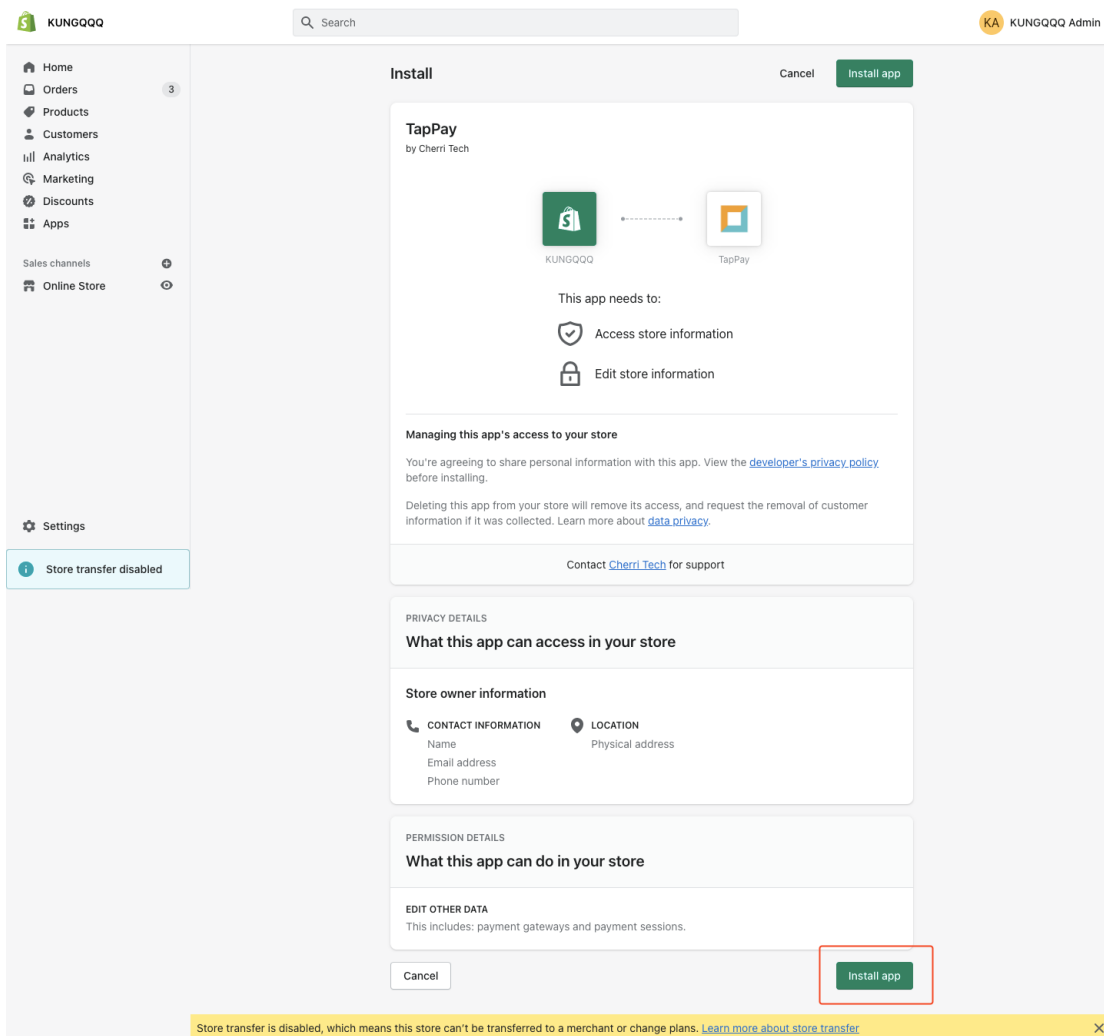 KUNGQQQ
Search
KA KUNGQQQ Admin
Home
Orders 3
Products
Customers
Analytics
Marketing
Discounts
Apps
Sales channels
Online Store
Settings
Store transfer disabled
Install
Cancel
Install app
TapPay
by Cherri Tech
KUNGQQQ
TapPay
This app needs to:
Access store information
Edit store information
Managing this app's access to your store
You're agreeing to share personal information with this app. View the developer's privacy policy
before installing.
Deleting this app from your store will remove its access, and request the removal of customer
information if it was collected. Learn more about data privacy.
Contact Cherri Tech for support
PRIVACY DETAILS
What this app can access in your store
Store owner information
CONTACT INFORMATION
Name
Email address
Phone number
LOCATION
Physical address
PERMISSION DETAILS
What this app can do in your store
EDIT OTHER DATA
This includes: payment gateways and payment sessions.
Cancel
Install app
Store transfer is disabled, which means this store can't be transferred to a merchant or change plans. Learn more about store transfer